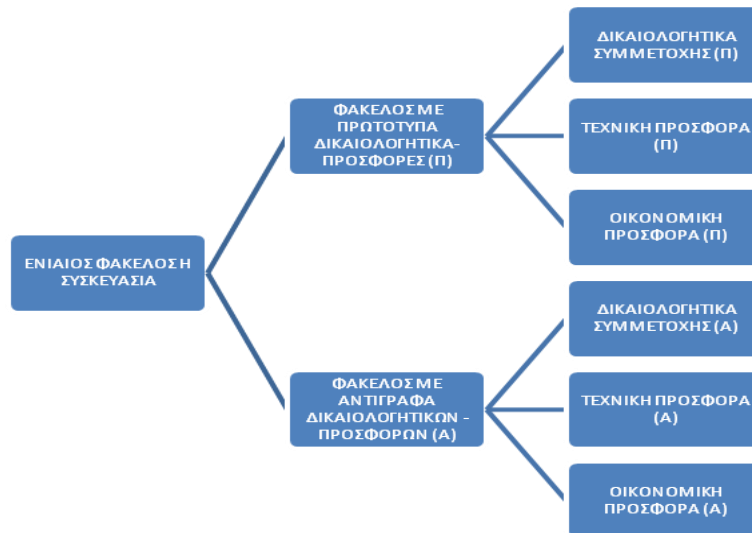 ΕΝΙΑΙΟΣ ΦΑΚΕΛΟΣ Η
ΣΥΣΚΕΥΑΣΙΑ
ΦΑΚΕΛΟΣ ΜΕ
ΠΡΩΤΟΤΥΠΑ
ΔΙΚΑΙΟΛΟΓΗΤΙΚΑ-
ΠΡΟΣΦΟΡΕΣ (Π)
ΔΙΚΑΙΟΛΟΓΗΤΙΚΑ
ΣΥΜΜΕΤΟΧΗΣ (Π)
ΤΕΧΝΙΚΗ ΠΡΟΣΦΟΡΑ
(Π)
ΟΙΚΟΝΟΜΙΚΗ
ΠΡΟΣΦΟΡΑ (Π)
ΦΑΚΕΛΟΣ ΜΕ
ΑΝΤΙΓΡΑΦΑ
ΔΙΚΑΙΟΛΟΓΗΤΙΚΩΝ -
ΠΡΟΣΦΟΡΩΝ (Α)
ΔΙΚΑΙΟΛΟΓΗΤΙΚΑ
ΣΥΜΜΕΤΟΧΗΣ (Α)
ΤΕΧΝΙΚΗ ΠΡΟΣΦΟΡΑ
(Α)
ΟΙΚΟΝΟΜΙΚΗ
ΠΡΟΣΦΟΡΑ (Α)